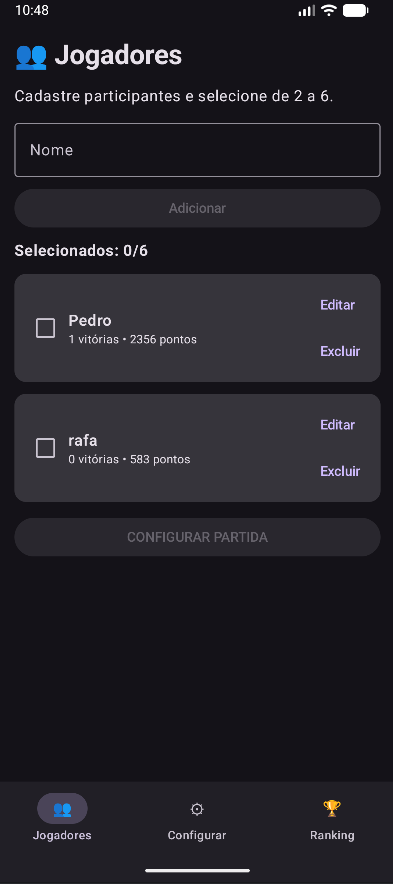 10:48
👥 Jogadores
Cadastre participantes e selecione de 2 a 6.
Nome
Adicionar
Selecionados: 0/6
Pedro
1 vitórias • 2356 pontos
Editar
Excluir
rafa
0 vitórias • 583 pontos
Editar
Excluir
CONFIGURAR PARTIDA
Jogadores
Configurar
Ranking